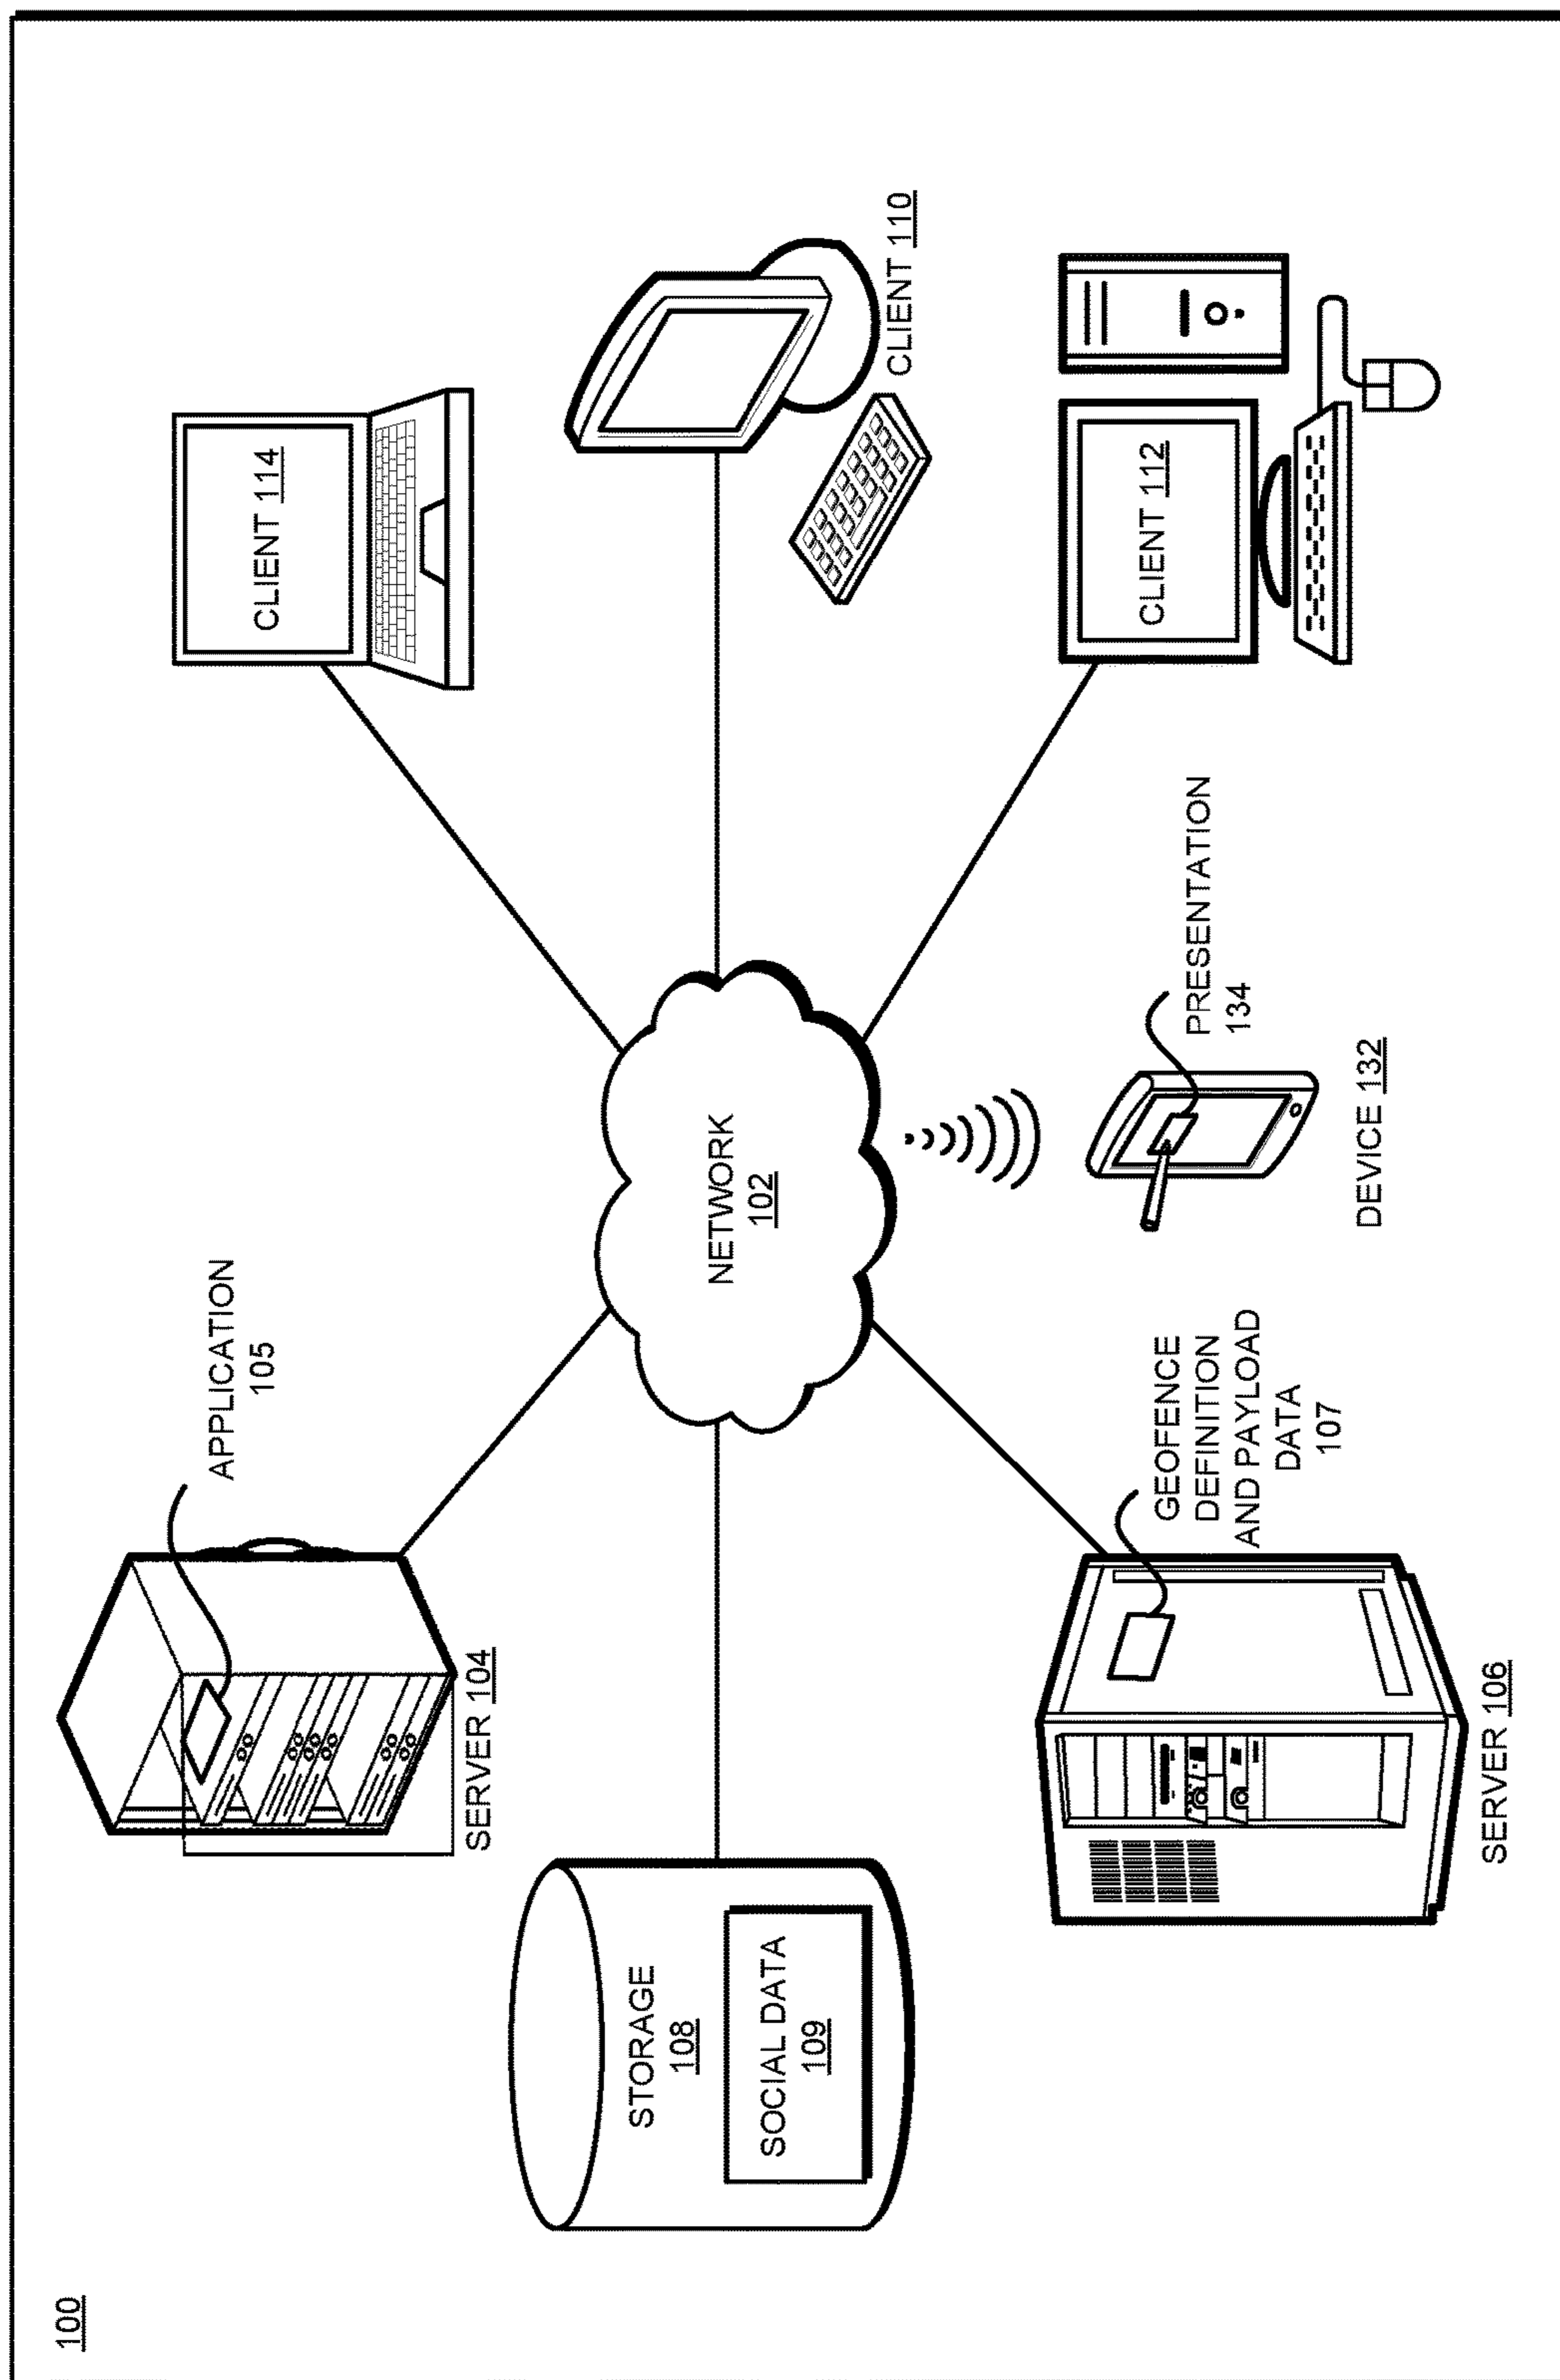 100
SERVER 104
APPLICATION
105
CLIENT 114
STORAGE
108
SOCIAL DATA
109
NETWORK
102
CLIENT 110
SERVER 106
GEOFENCE
DEFINITION
AND PAYLOAD
DATA
107
DEVICE 132
PRESENTATION
134
CLIENT 112